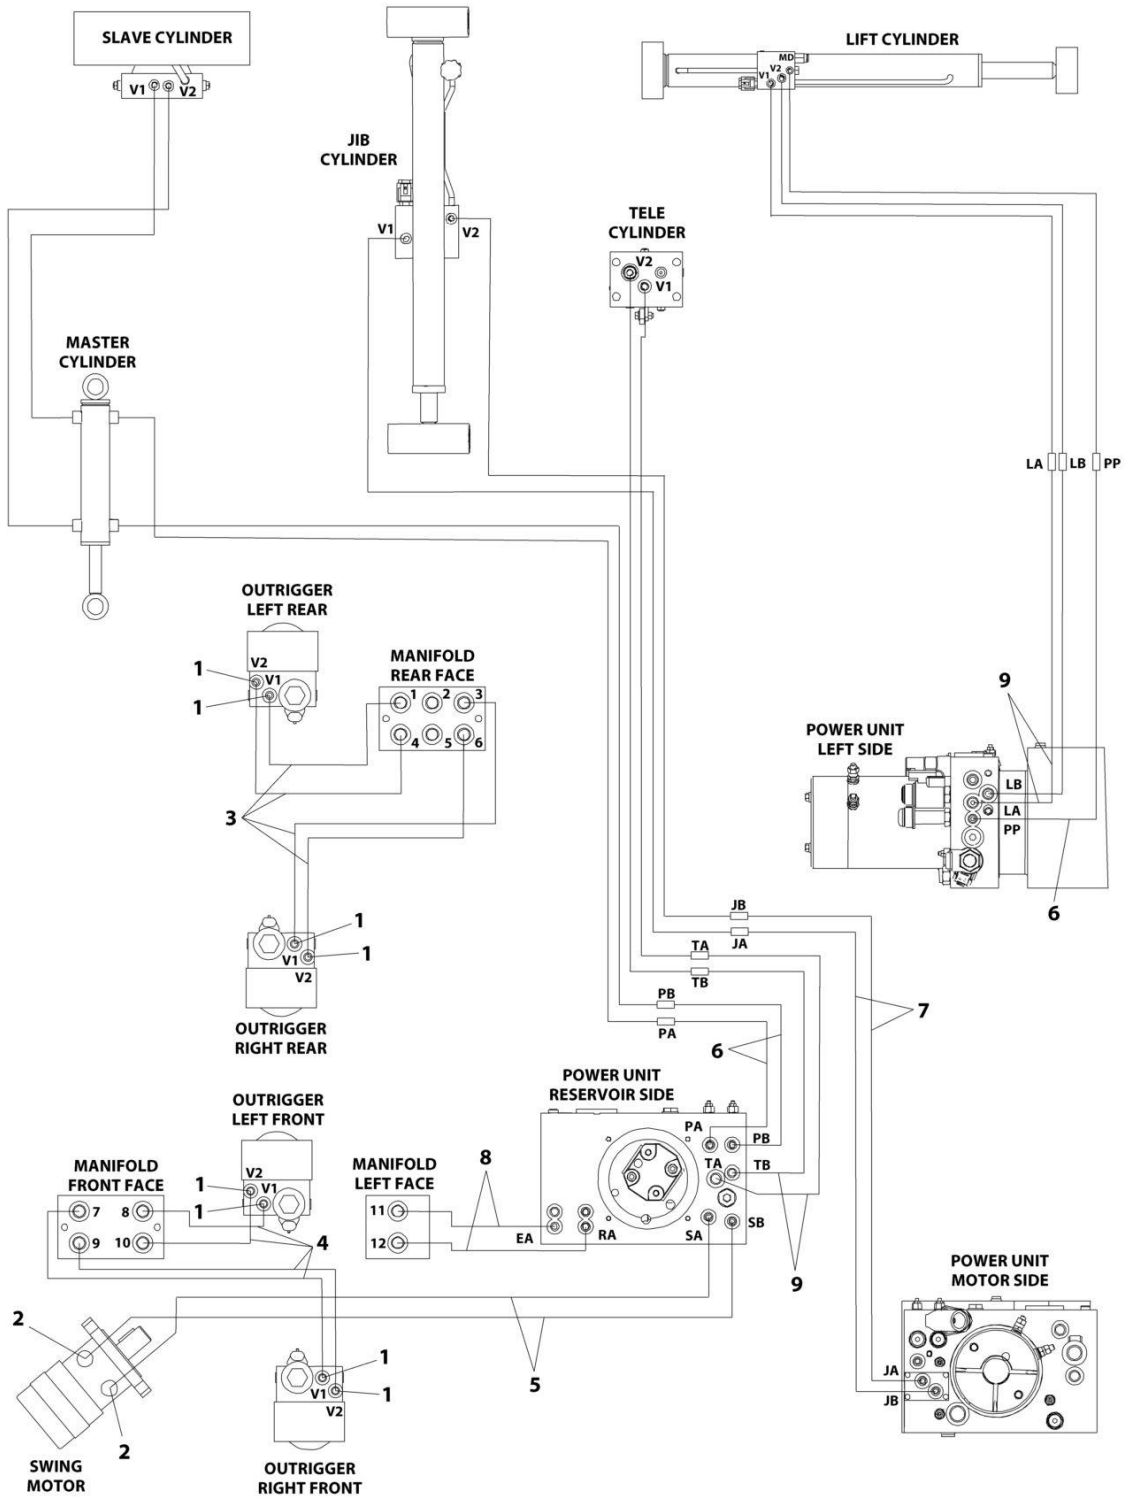 SLAVE CYLINDER
V1
V2
LIFT CYLINDER
MD
V2
V1
JIB
CYLINDER
V1
V2
TELE
CYLINDER
V2
V1
MASTER
CYLINDER
LA
LB
PP
OUTRIGGER
LEFT REAR
V2
V1
1
1
MANIFOLD
REAR FACE
1
2
3
4
5
6
3
9
POWER UNIT
LEFT SIDE
LB
LA
PP
6
1
1
V1
V2
OUTRIGGER
RIGHT REAR
JB
JA
TA
TB
PB
PA
7
6
POWER UNIT
RESERVOIR SIDE
PA
PB
TA
TB
EA
RA
SA
SB
OUTRIGGER
LEFT FRONT
V2
V1
1
1
MANIFOLD
FRONT FACE
7
8
9
10
MANIFOLD
LEFT FACE
11
12
8
4
9
POWER UNIT
MOTOR SIDE
JA
JB
2
2
5
SWING
MOTOR
1
1
V1
V2
OUTRIGGER
RIGHT FRONT